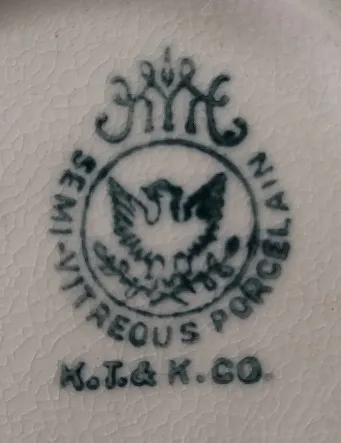 SEMI-VITREOUS PORCELAIN
K.T.& K.CO.